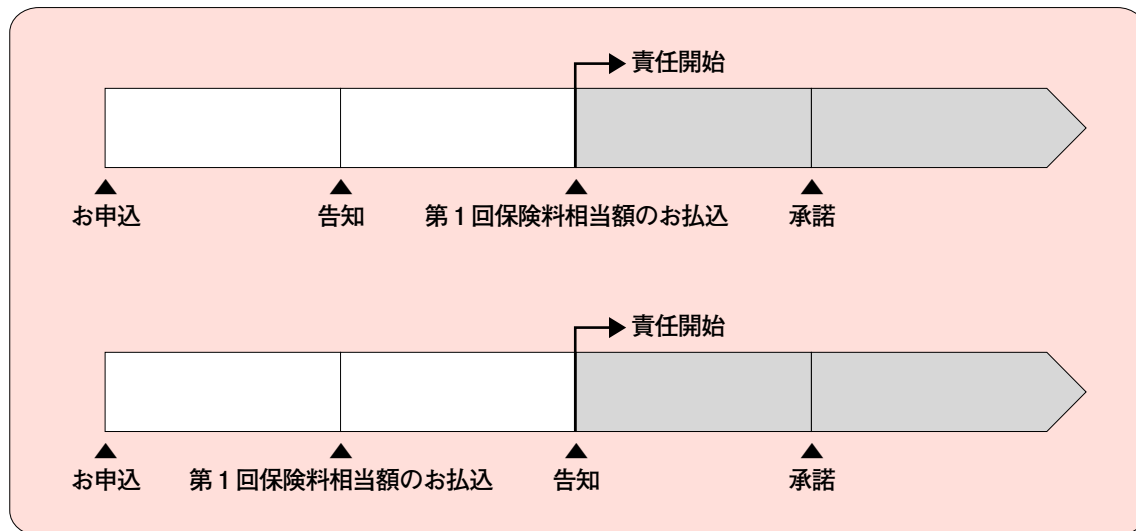 責任開始
お申込
告知
第1回保険料相当額のお払込
承諾
責任開始
お申込
第1回保険料相当額のお払込
告知
承諾